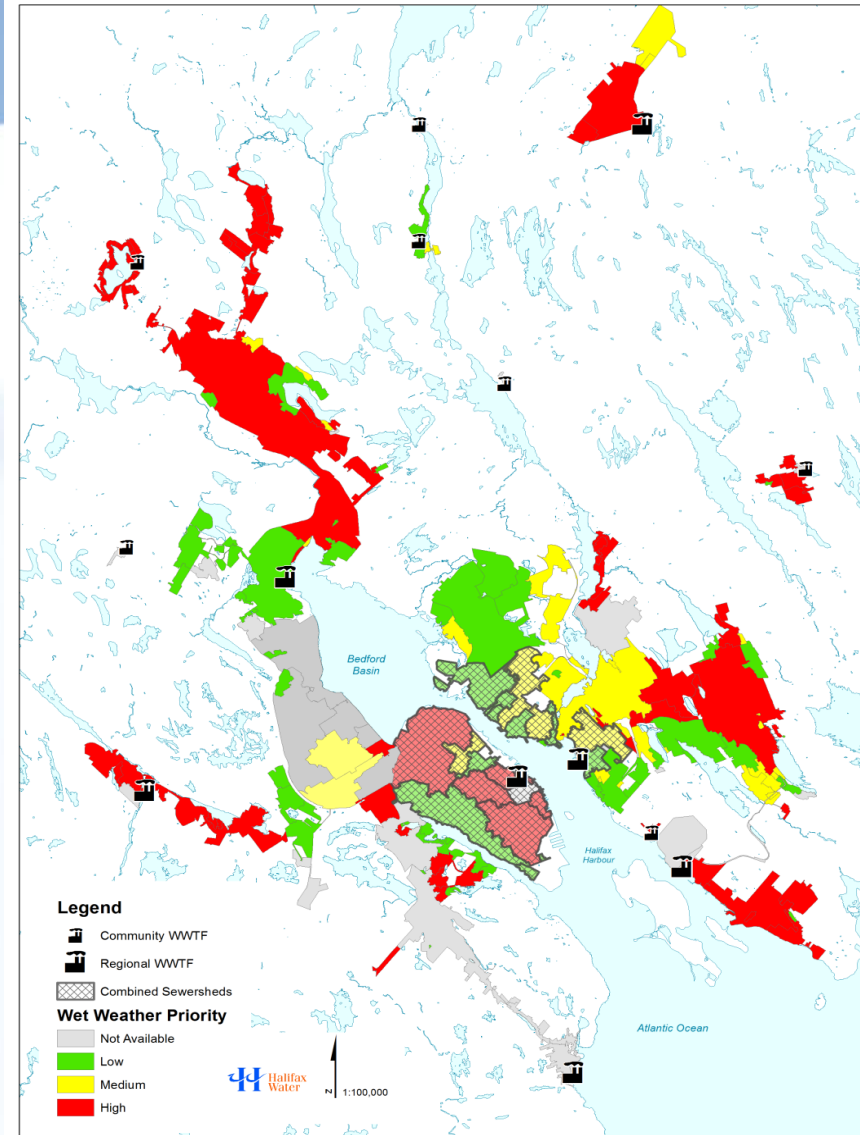 Bedford
Basin
Halifax
Harbour
Atlantic Ocean
Legend
Community WWTF
Regional WWTF
Combined Sewersheds
Wet Weather Priority
Not Available
Low
Medium
High
Halifax
Water
N
1:100,000